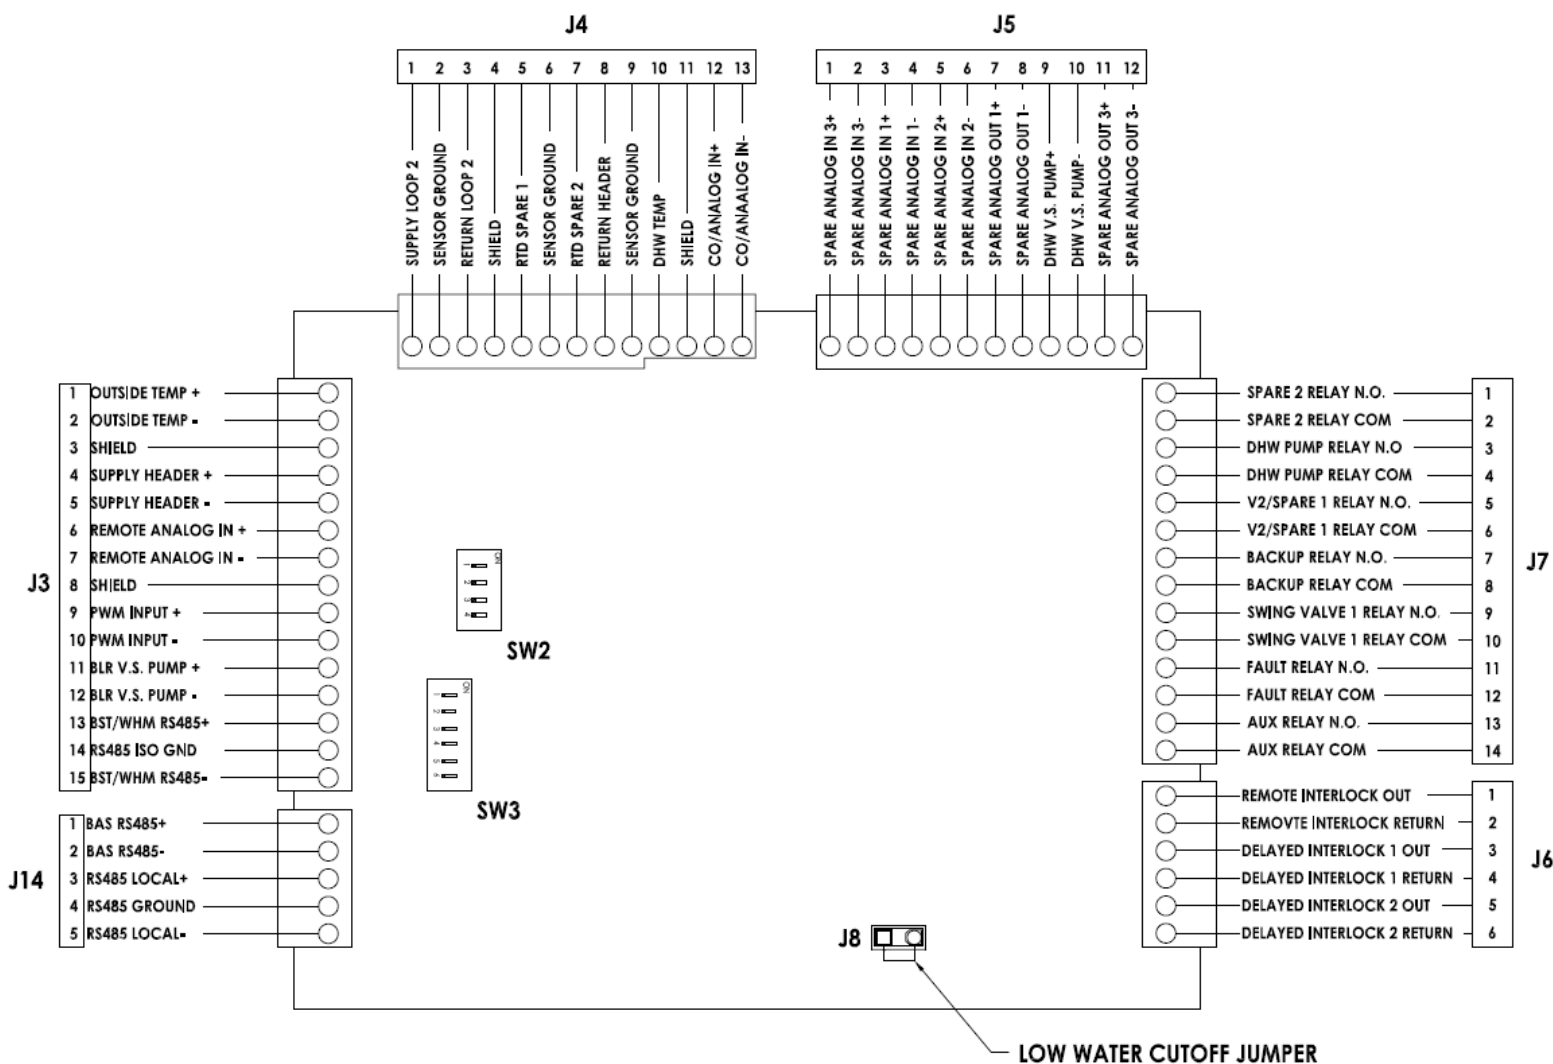 J4
1 2 3 4 5 6 7 8 9 10 11 12 13
SUPPLY LOOP 2
SENSOR GROUND
RETURN LOOP 2
SHIELD
RTD SPARE 1
SENSOR GROUND
RTD SPARE 2
RETURN HEADER
SENSOR GROUND
DHW TEMP
SHIELD
CO/ANALOG IN+
CO/ANAALOG IN-
J5
1 2 3 4 5 6 7 8 9 10 11 12
SPARE ANALOG IN 3+
SPARE ANALOG IN 3-
SPARE ANALOG IN 1+
SPARE ANALOG IN 1-
SPARE ANALOG IN 2+
SPARE ANALOG IN 2-
SPARE ANALOG OUT 1+
SPARE ANALOG OUT 1-
DHW V.S. PUMP+
DHW V.S. PUMP-
SPARE ANALOG OUT 3+
SPARE ANALOG OUT 3-
J3
1 OUTSIDE TEMP +
2 OUTSIDE TEMP -
3 SHIELD
4 SUPPLY HEADER +
5 SUPPLY HEADER -
6 REMOTE ANALOG IN +
7 REMOTE ANALOG IN -
8 SHIELD
9 PWM INPUT +
10 PWM INPUT -
11 BLR V.S. PUMP +
12 BLR V.S. PUMP -
13 BST/WHM RS485+
14 RS485 ISO GND
15 BST/WHM RS485-
J14
1 BAS RS485+
2 BAS RS485-
3 RS485 LOCAL+
4 RS485 GROUND
5 RS485 LOCAL-
ON
1
2
3
4
SW2
ON
1
2
3
4
5
6
SW3
SPARE 2 RELAY N.O. 1
SPARE 2 RELAY COM 2
DHW PUMP RELAY N.O 3
DHW PUMP RELAY COM 4
V2/SPARE 1 RELAY N.O. 5
V2/SPARE 1 RELAY COM 6
BACKUP RELAY N.O. 7
BACKUP RELAY COM 8
SWING VALVE 1 RELAY N.O. 9
SWING VALVE 1 RELAY COM 10
FAULT RELAY N.O. 11
FAULT RELAY COM 12
AUX RELAY N.O. 13
AUX RELAY COM 14
J7
REMOTE INTERLOCK OUT 1
REMOVTE INTERLOCK RETURN 2
DELAYED INTERLOCK 1 OUT 3
DELAYED INTERLOCK 1 RETURN 4
DELAYED INTERLOCK 2 OUT 5
DELAYED INTERLOCK 2 RETURN 6
J6
J8
LOW WATER CUTOFF JUMPER